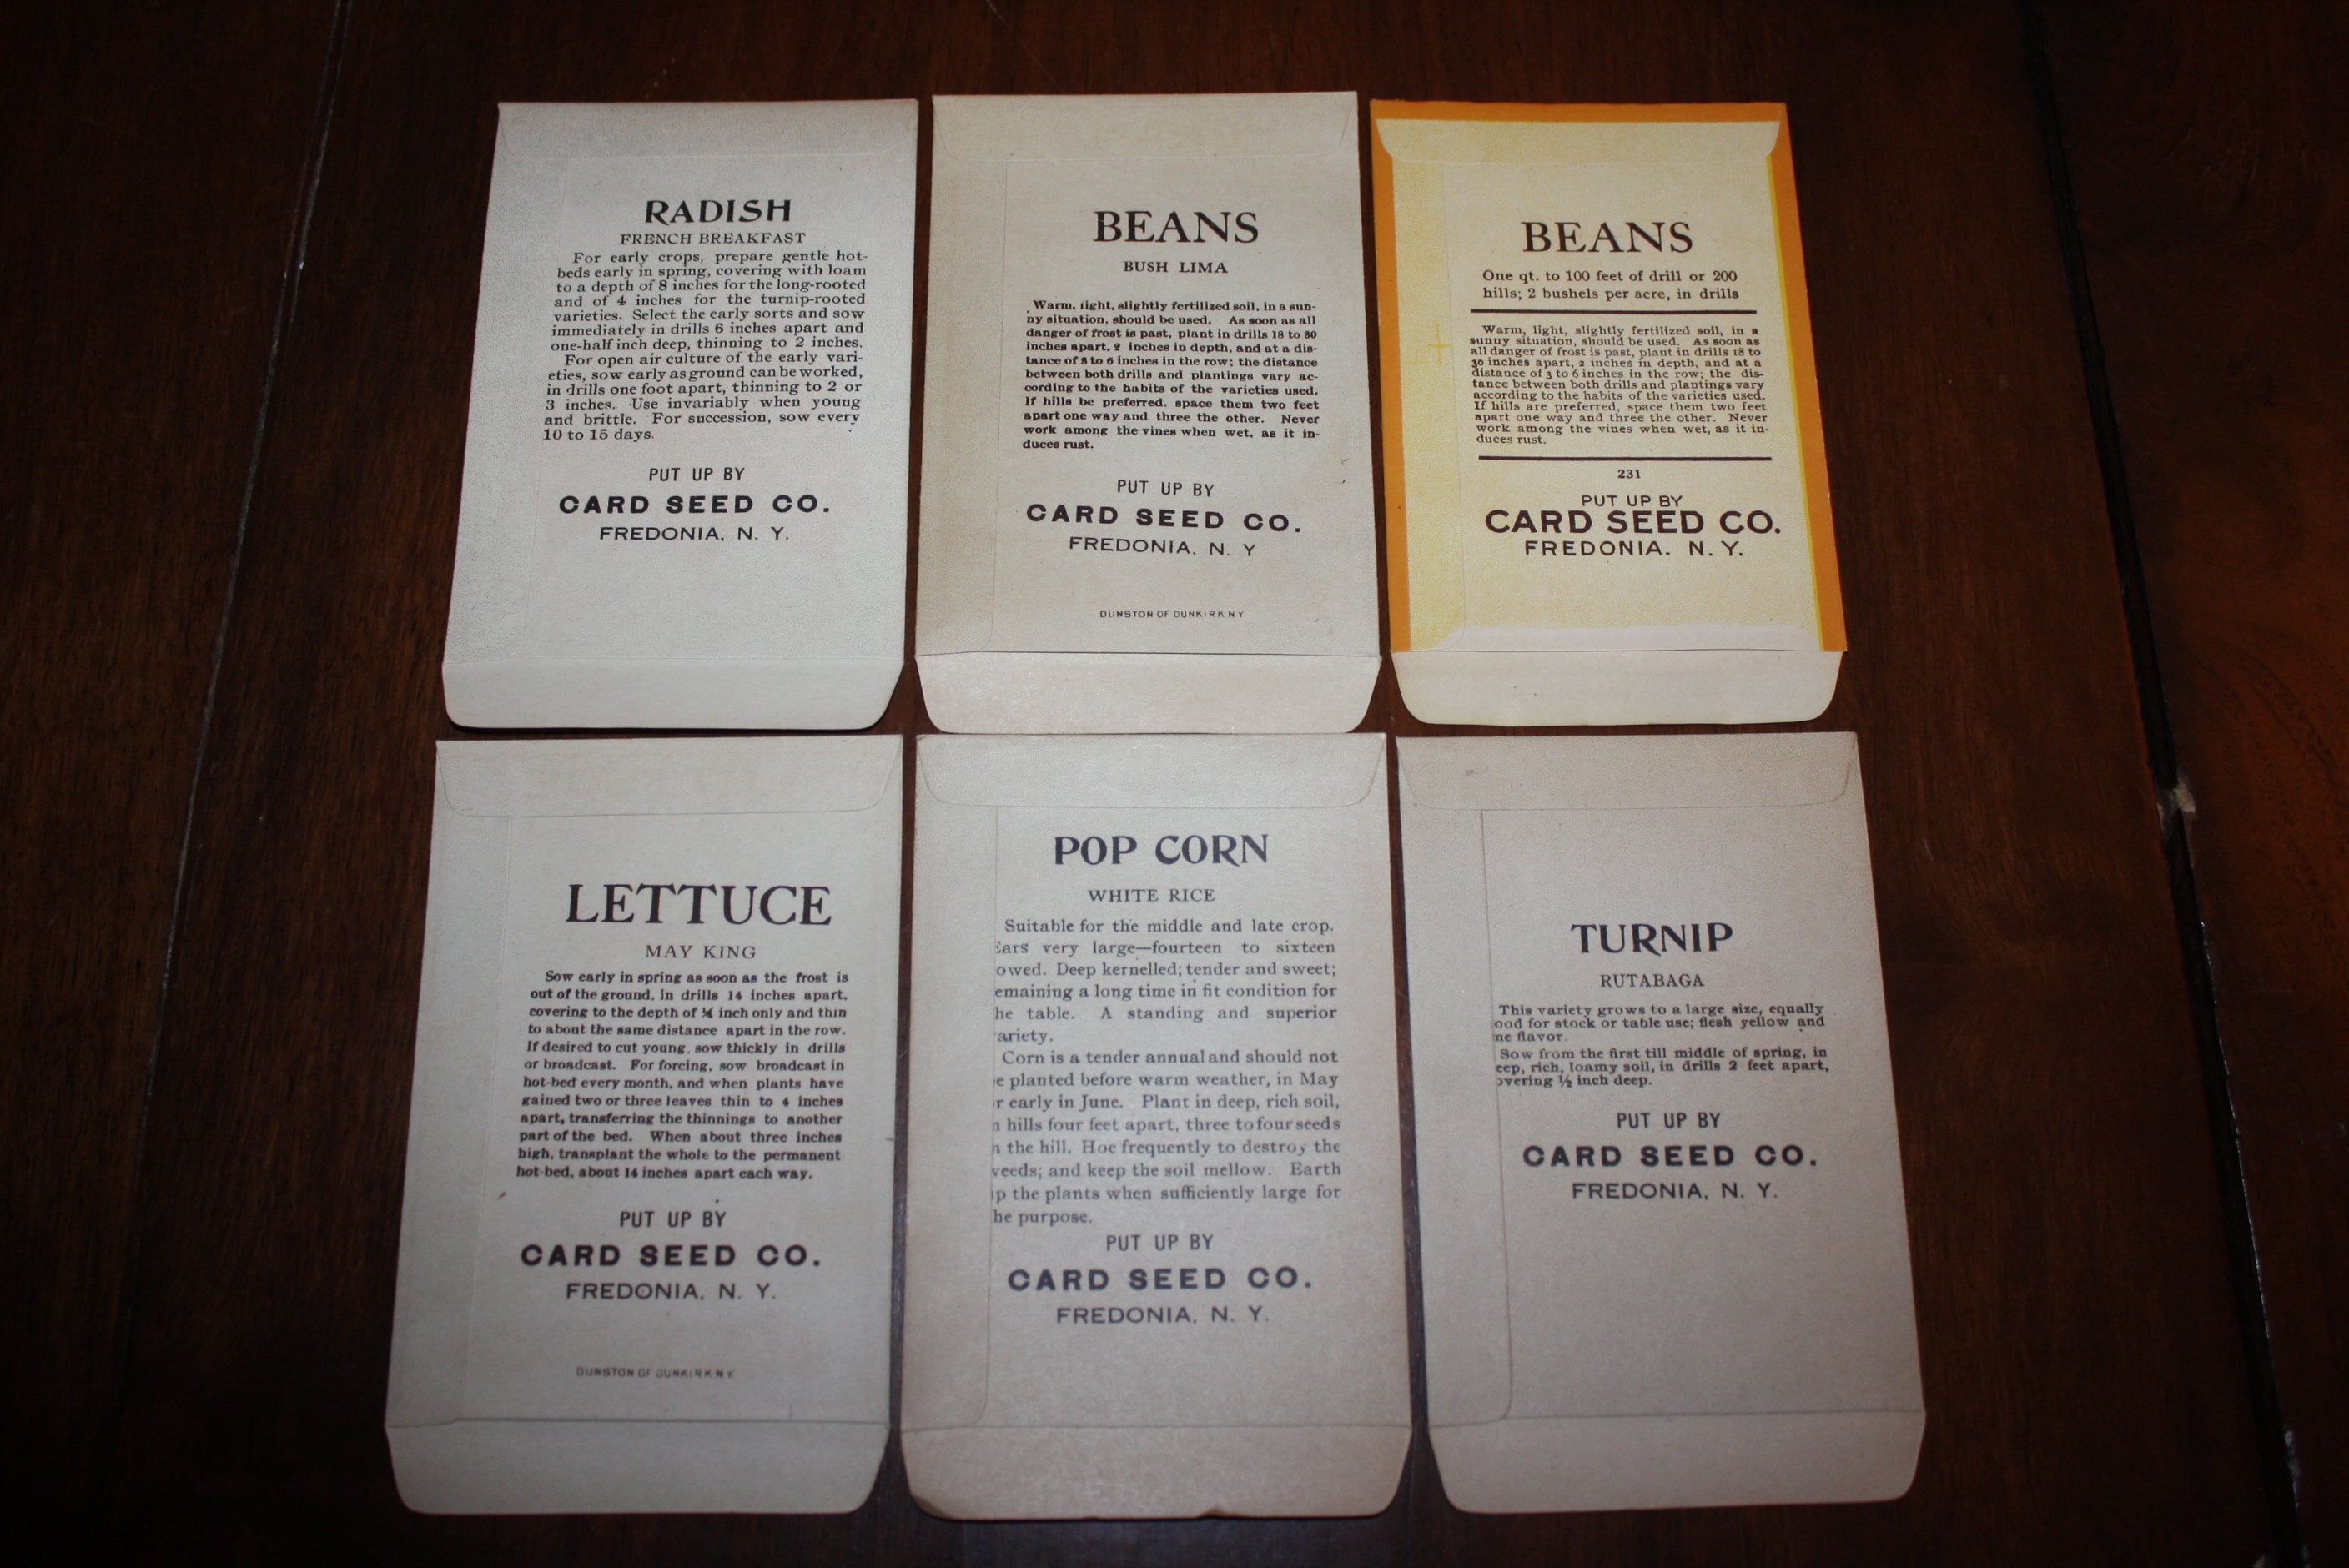 RADISH
FRENCH BREAKFAST
For early crops, prepare gentle hot-
beds early in spring, covering with loam
to a depth of 8 inches for the long-rooted
and of 4 inches for the turnip-rooted
varieties. Select the early sorts and sow
immediately in drills 6 inches apart and
one-half inch deep, thinning to 2 inches.
For open air culture of the early vari-
eties, sow early as ground can be worked,
in drills one foot apart, thinning to 2 or
3 inches. Use invariably when young
and brittle. For succession, sow every
10 to 15 days.
PUT UP BY
CARD SEED CO.
FREDONIA, N. Y.
BEANS
BUSH LIMA
Warm, light, slightly fertilized soil, in a sun-
ny situation, should be used. As soon as all
danger of frost is past, plant in drills 18 to 30
inches apart, 2 inches in depth, and at a dis-
tance of 3 to 6 inches in the row; the distance
between both drills and plantings vary ac-
cording to the habits of the varieties used.
If hills be preferred, space them two feet
apart one way and three the other. Never
work among the vines when wet, as it in-
duces rust.
PUT UP BY
CARD SEED CO.
FREDONIA, N. Y
DUNSTON OF DUNKIRK NY
BEANS
One qt. to 100 feet of drill or 200
hills; 2 bushels per acre, in drills
Warm, light, slightly fertilized soil, in a
sunny situation, should be used. As soon as
all danger of frost is past, plant in drills 18 to
30 inches apart, 2 inches in depth, and at a
distance of 3 to 6 inches in the row; the dis-
tance between both drills and plantings vary
according to the habits of the varieties used.
If hills are preferred, space them two feet
apart one way and three the other. Never
work among the vines when wet, as it in-
duces rust.
231
PUT UP BY
CARD SEED CO.
FREDONIA. N. Y.
LETTUCE
MAY KING
Sow early in spring as soon as the frost is
out of the ground, in drills 14 inches apart,
covering to the depth of ¼ inch only and thin
to about the same distance apart in the row.
If desired to cut young, sow thickly in drills
or broadcast. For forcing, sow broadcast in
hot-bed every month, and when plants have
gained two or three leaves thin to 4 inches
apart, transferring the thinnings to another
part of the bed. When about three inches
high, transplant the whole to the permanent
hot-bed, about 14 inches apart each way.
PUT UP BY
CARD SEED CO.
FREDONIA, N. Y.
DUNSTON OF DUNKIRK N.Y.
POP CORN
WHITE RICE
Suitable for the middle and late crop.
Ears very large—fourteen to sixteen
owed. Deep kernelled; tender and sweet;
emaining a long time in fit condition for
he table. A standing and superior
ariety.
Corn is a tender annual and should not
e planted before warm weather, in May
r early in June. Plant in deep, rich soil,
n hills four feet apart, three to four seeds
n the hill. Hoe frequently to destroy the
veeds; and keep the soil mellow. Earth
up the plants when sufficiently large for
he purpose.
PUT UP BY
CARD SEED CO.
FREDONIA, N. Y.
TURNIP
RUTABAGA
This variety grows to a large size, equally
ood for stock or table use; flesh yellow and
ne flavor.
Sow from the first till middle of spring, in
eep, rich, loamy soil, in drills 2 feet apart,
overing ½ inch deep.
PUT UP BY
CARD SEED CO.
FREDONIA, N. Y.